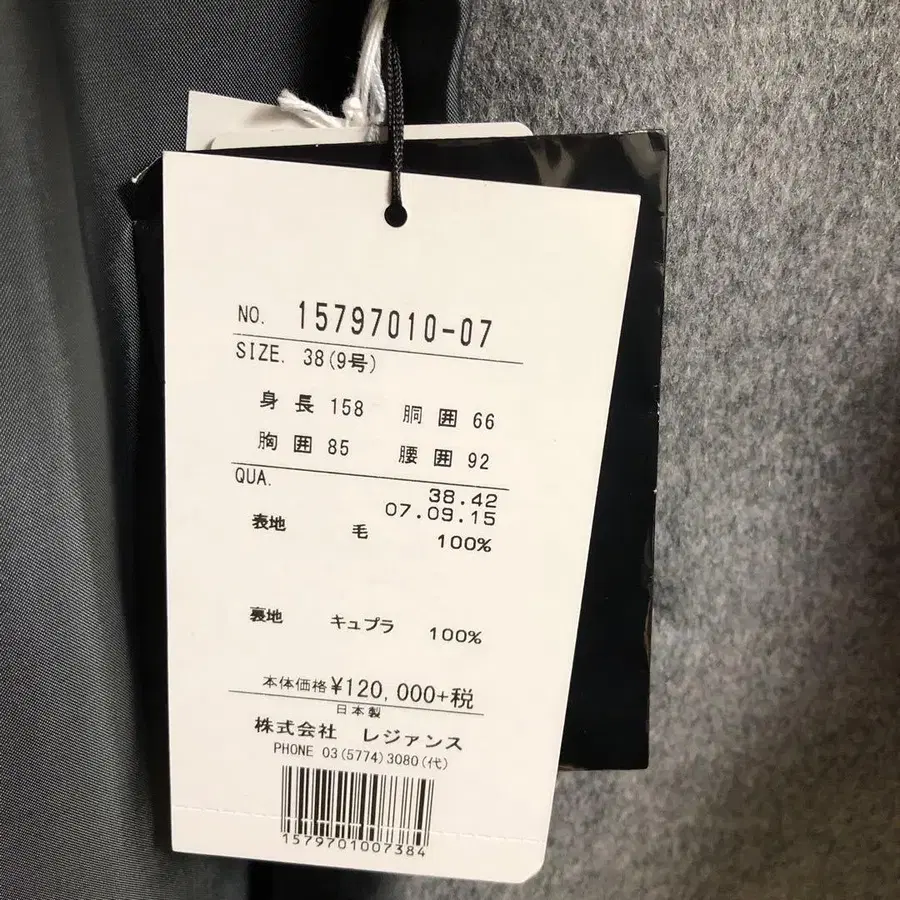 NO. 15797010-07
SIZE. 38(9号)
身長 158 胴囲 66
胸囲 85 腰囲 92
QUA.
38.42
07.09.15
表地 毛 100%
裏地 キュプラ 100%
本体価格 ¥120,000+税
日本製
株式会社 レジァンス
PHONE 03(5774)3080(代)
1579701007384